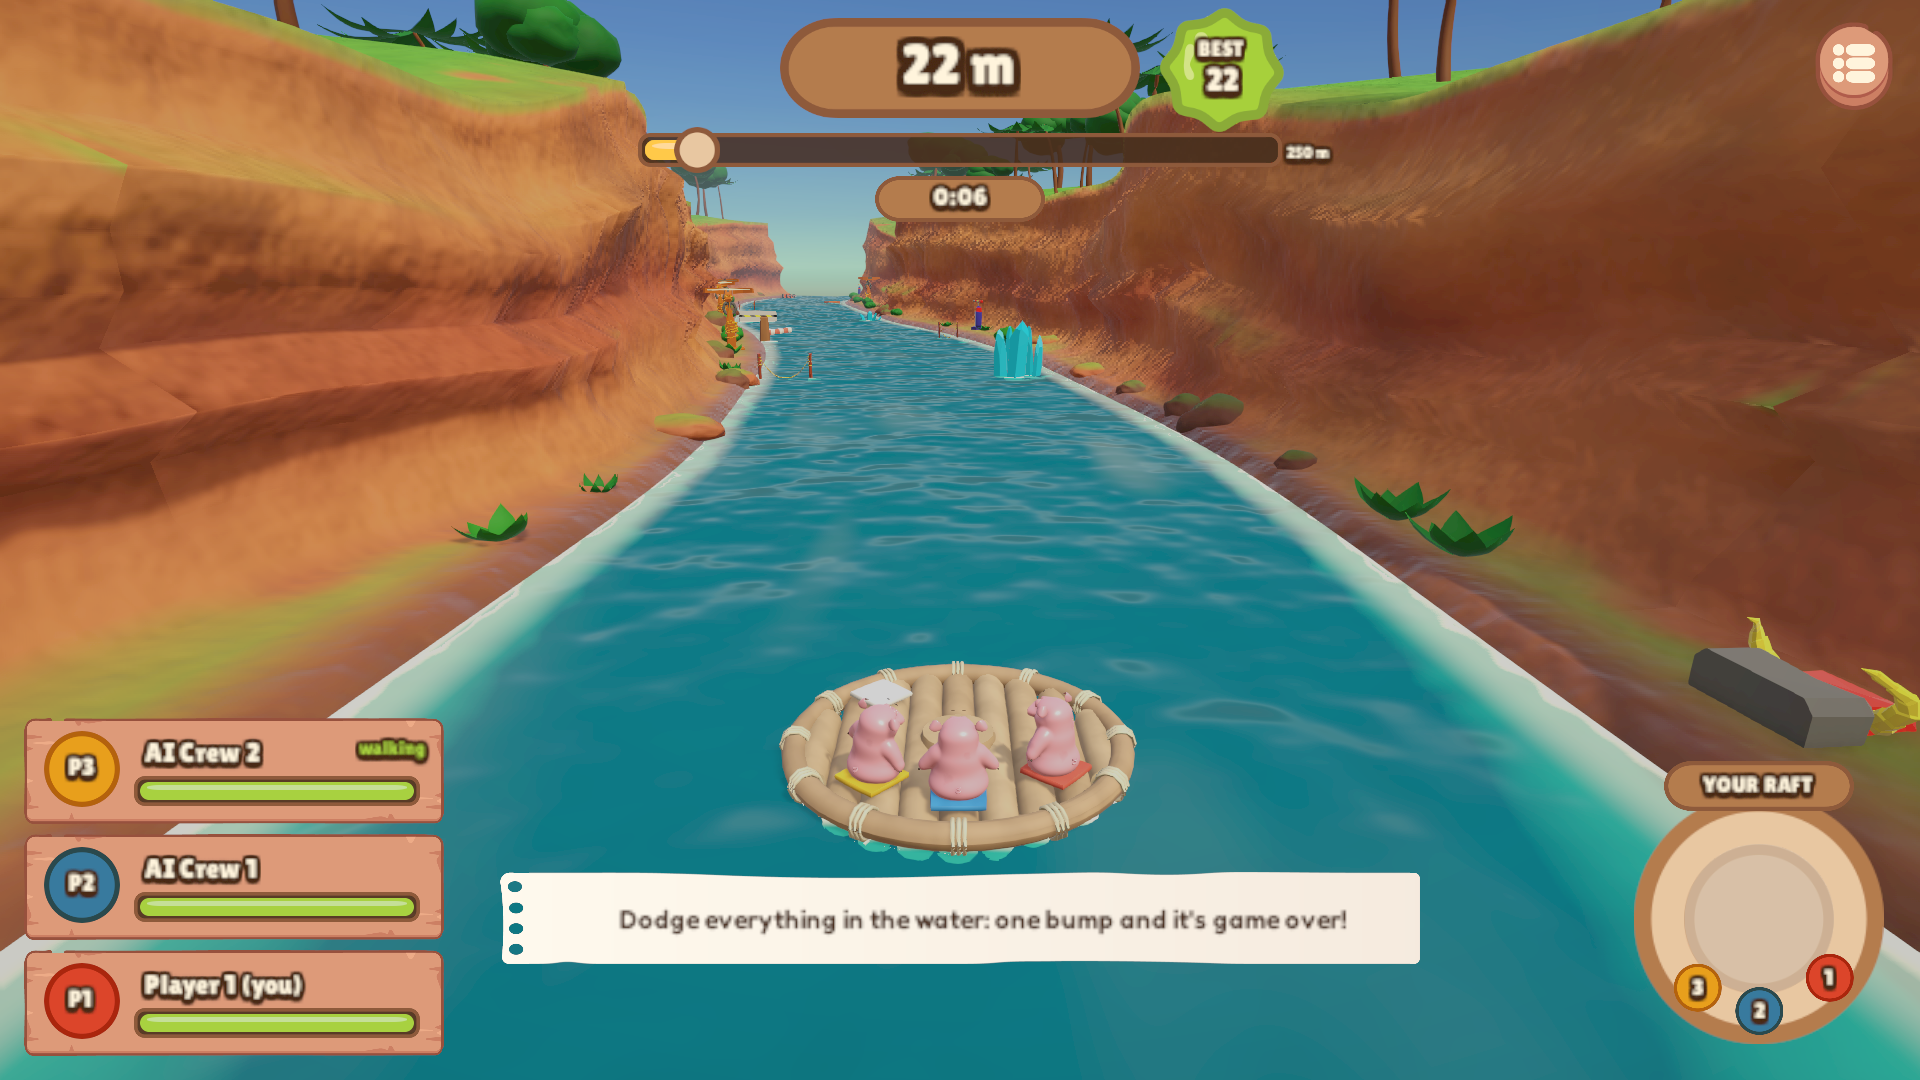 22 m
BEST
22
250 m
0:06
P3
AI Crew 2
walking
P2
AI Crew 1
P1
Player 1 (you)
Dodge everything in the water: one bump and it's game over!
YOUR RAFT
3
2
1